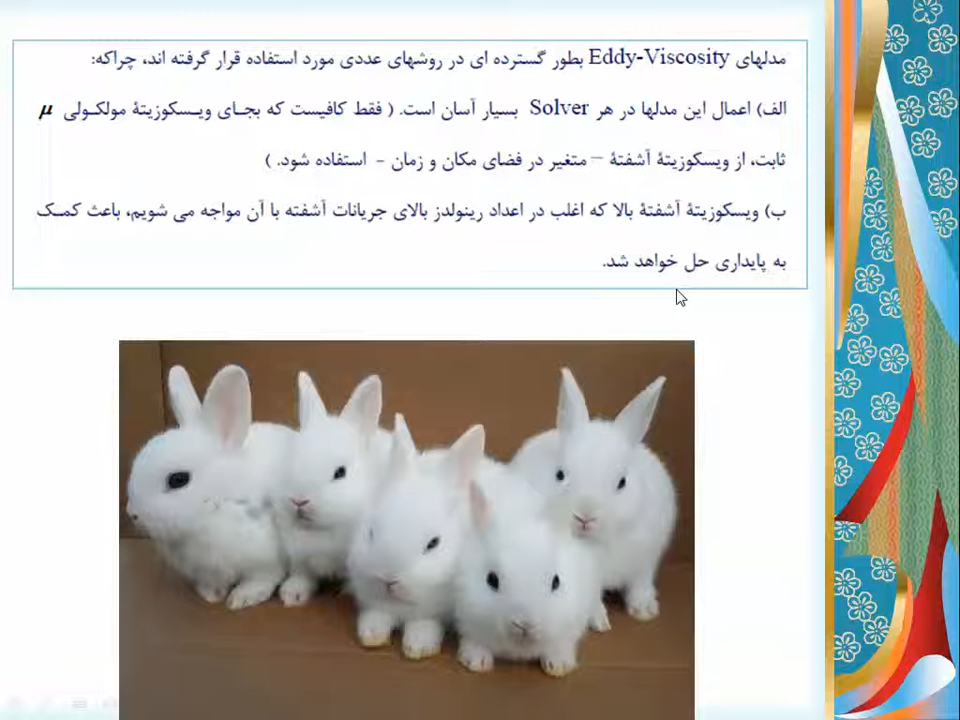 مدلهای Eddy-Viscosity بطور گسترده ای در روشهای عددی مورد استفاده قرار گرفته اند، چراکه:
الف) اعمال این مدلها در هر Solver بسیار آسان است. ( فقط کافیست که بجای ویسکوزیتهٔ مولکولی μ
ثابت، از ویسکوزیتهٔ آشفتهٔ – متغیر در فضای مکان و زمان - استفاده شود. )
ب) ویسکوزیتهٔ آشفتهٔ بالا که اغلب در اعداد رینولدز بالای جریانات آشفته با آن مواجه می شویم، باعث کمک
به پایداری حل خواهد شد.